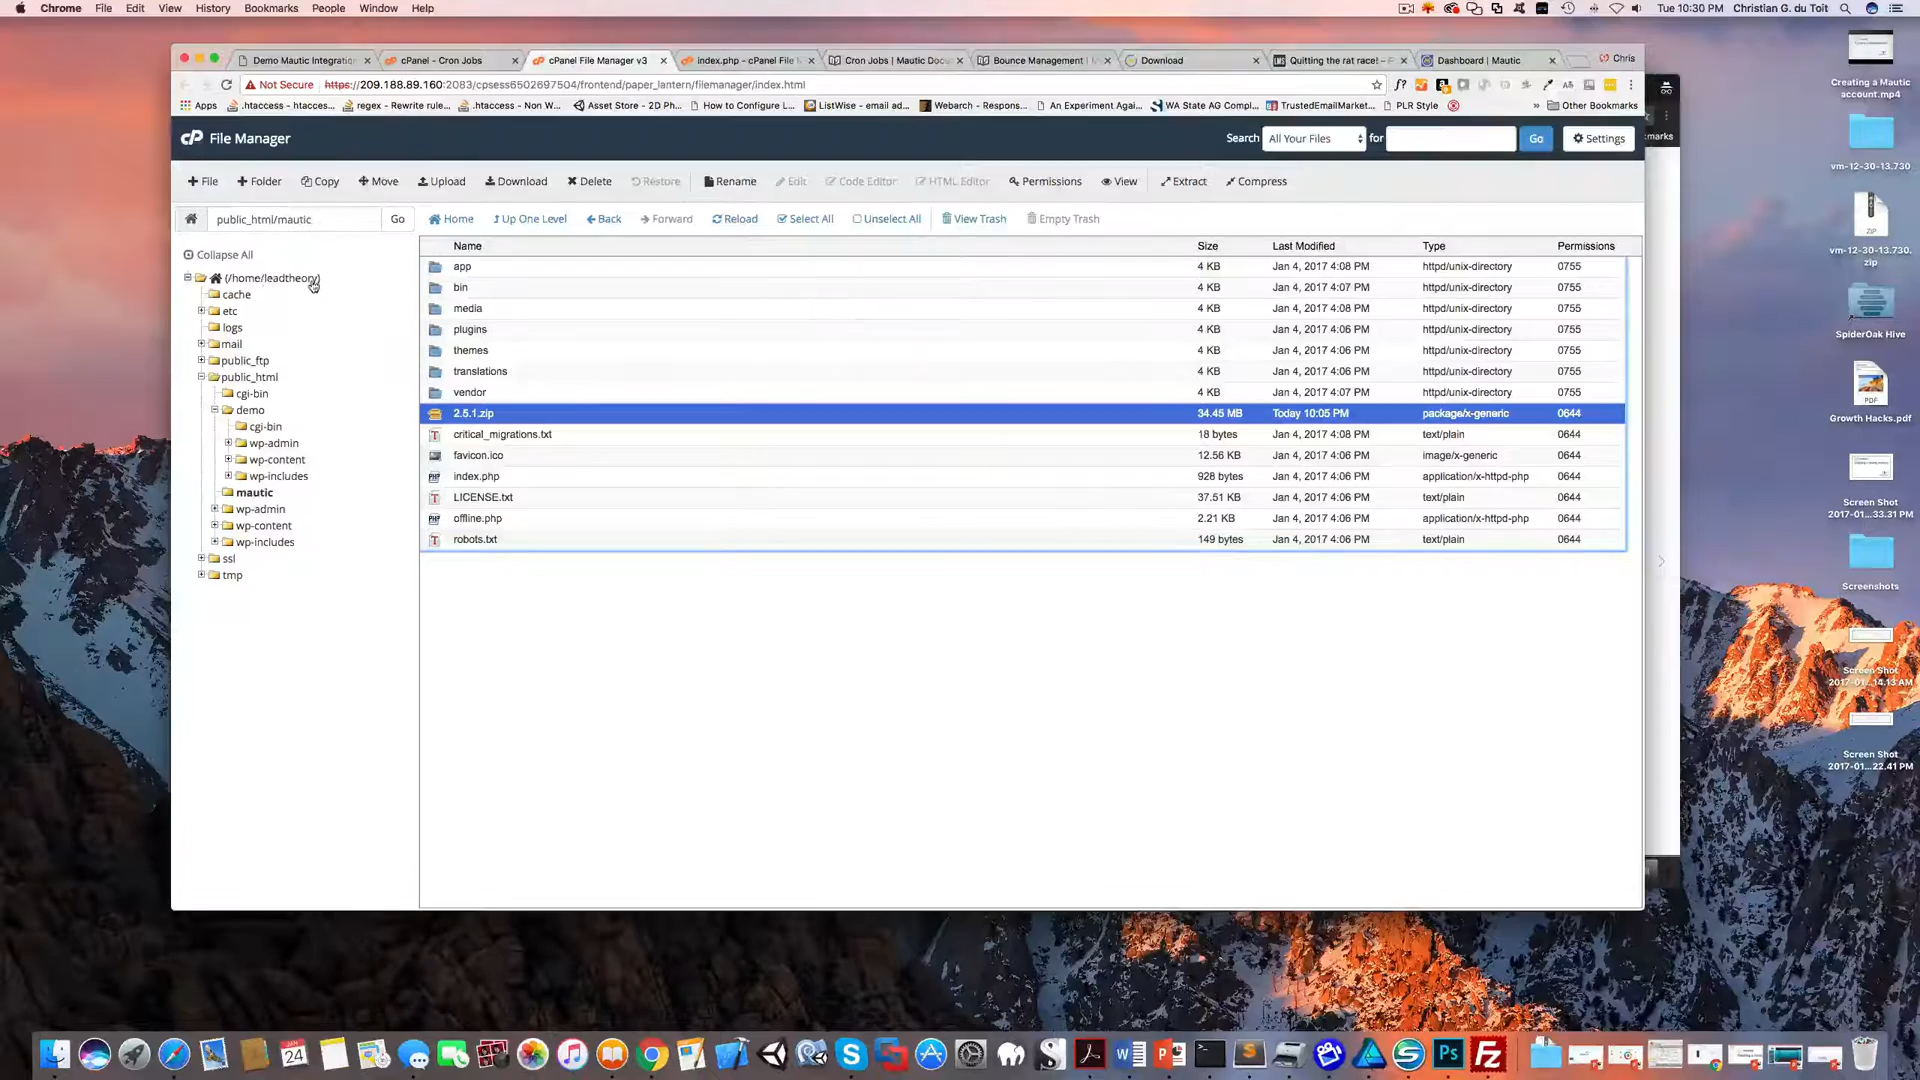 Chrome File Edit View History Bookmarks People Window Help
Tue 10:30 PM Christian G. du Toit
Demo Mautic Integratio
cPanel - Cron Jobs
cPanel File Manager v3
index.php - cPanel File M
Cron Jobs | Mautic Docu
Bounce Management | M
Download
Quitting the rat race! - Th
Dashboard | Mautic
Chris
Not Secure https://209.188.89.160:2083/cpsess6502697504/frontend/paper_lantern/filemanager/index.html
Apps .htaccess - htacces... regex - Rewrite rule... .htaccess - Non W... Asset Store - 2D Ph... How to Configure L... ListWise - email ad... Webarch - Respons... An Experiment Agai... WA State AG Compl... TrustedEmailMarket... PLR Style » Other Bookmarks
cP File Manager
Search All Your Files for Go Settings
File Folder Copy Move Upload Download Delete Restore Rename Edit Code Editor HTML Editor Permissions View Extract Compress
public_html/mautic Go
Home Up One Level Back Forward Reload Select All Unselect All View Trash Empty Trash
Collapse All
(/home/leadtheory)
cache
etc
logs
mail
public_ftp
public_html
cgi-bin
demo
cgi-bin
wp-admin
wp-content
wp-includes
mautic
wp-admin
wp-content
wp-includes
ssl
tmp
Name Size Last Modified Type Permissions
app 4 KB Jan 4, 2017 4:08 PM httpd/unix-directory 0755
bin 4 KB Jan 4, 2017 4:07 PM httpd/unix-directory 0755
media 4 KB Jan 4, 2017 4:08 PM httpd/unix-directory 0755
plugins 4 KB Jan 4, 2017 4:06 PM httpd/unix-directory 0755
themes 4 KB Jan 4, 2017 4:06 PM httpd/unix-directory 0755
translations 4 KB Jan 4, 2017 4:06 PM httpd/unix-directory 0755
vendor 4 KB Jan 4, 2017 4:07 PM httpd/unix-directory 0755
2.5.1.zip 34.45 MB Today 10:05 PM package/x-generic 0644
critical_migrations.txt 18 bytes Jan 4, 2017 4:08 PM text/plain 0644
favicon.ico 12.56 KB Jan 4, 2017 4:06 PM image/x-generic 0644
index.php 928 bytes Jan 4, 2017 4:06 PM application/x-httpd-php 0644
LICENSE.txt 37.51 KB Jan 4, 2017 4:06 PM text/plain 0644
offline.php 2.21 KB Jan 4, 2017 4:06 PM application/x-httpd-php 0644
robots.txt 149 bytes Jan 4, 2017 4:06 PM text/plain 0644
Creating a Mautic
account.mp4
vm-12-30-13.730
ZIP
vm-12-30-13.730.
zip
SpiderOak Hive
PDF
Growth Hacks.pdf
Screen Shot
2017-01...33.31 PM
Screenshots
Screen Shot
2017-01...14.13 AM
Screen Shot
2017-01...22.41 PM
JAN
24
Ps
Fz